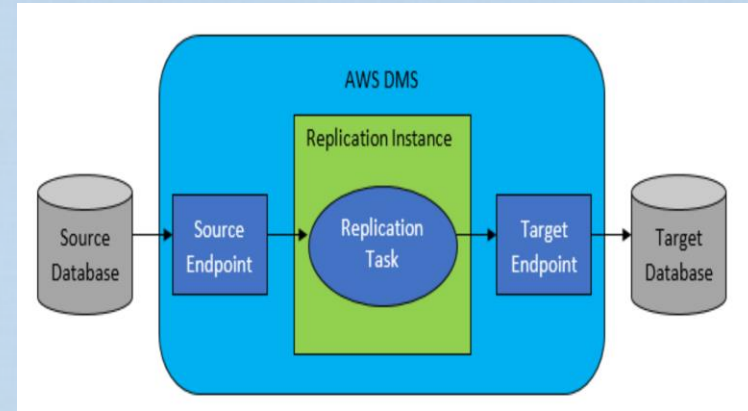 AWS DMS
Replication Instance
Source
Database
Source
Endpoint
Replication
Task
Target
Endpoint
Target
Database